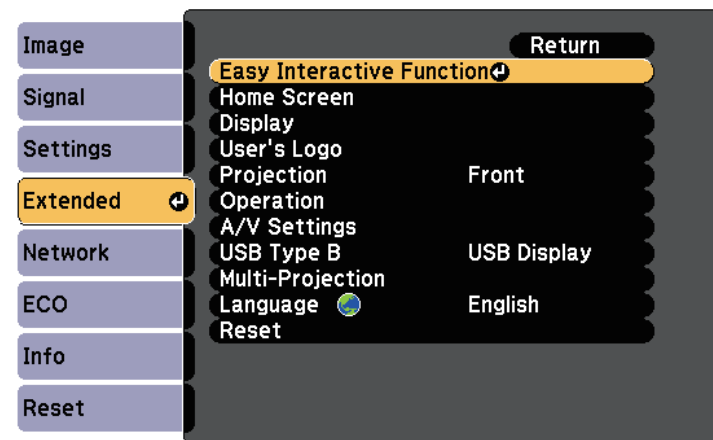 Image
Signal
Settings
Extended
Network
ECO
Info
Reset
Return
Easy Interactive Function
Home Screen
Display
User's Logo
Projection Front
Operation
A/V Settings
USB Type B USB Display
Multi-Projection
Language English
Reset